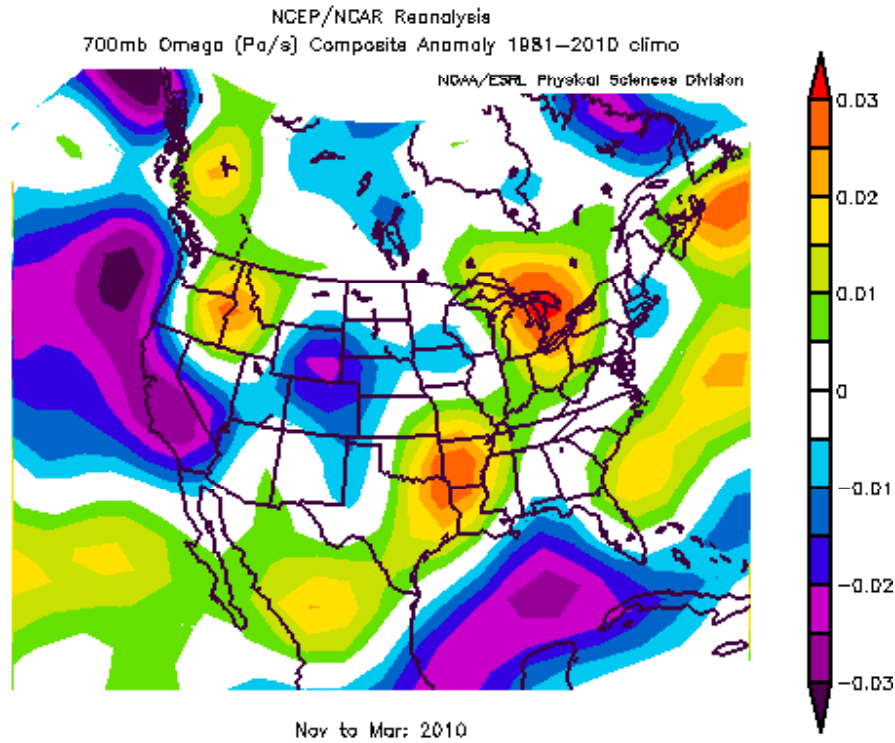 NCEP/NCAR Reanalysis
700mb Omega (Pa/s) Composite Anomaly 1981-2010 climo
NOAA/ESRL Physical Sciences Division
0.03
0.02
0.01
0
-0.01
-0.02
-0.03
Nov to Mar: 2010